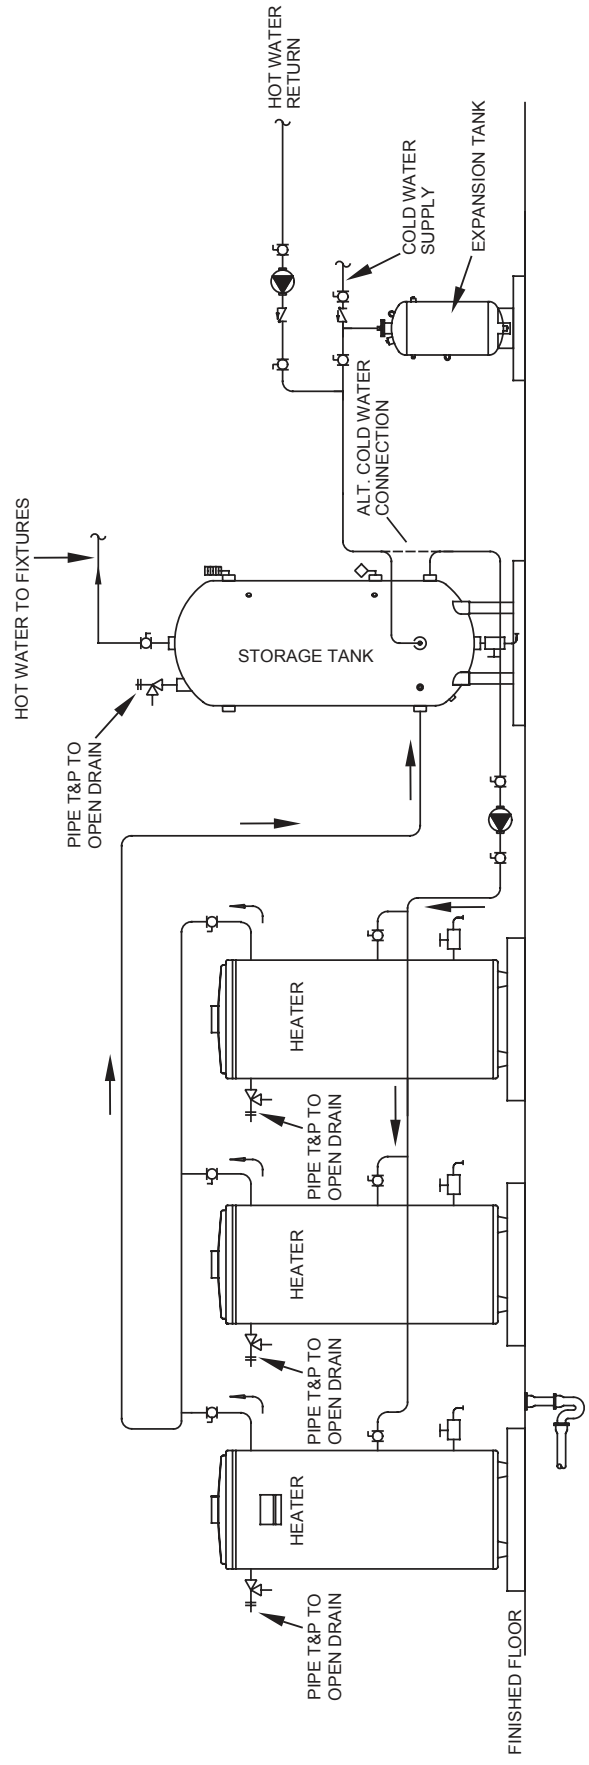 HOT WATER TO FIXTURES
HOT WATER
RETURN
PIPE T&P TO
OPEN DRAIN
COLD WATER
SUPPLY
ALT. COLD WATER
CONNECTION
STORAGE TANK
EXPANSION TANK
HEATER
HEATER
HEATER
PIPE T&P TO
OPEN DRAIN
PIPE T&P TO
OPEN DRAIN
PIPE T&P TO
OPEN DRAIN
FINISHED FLOOR